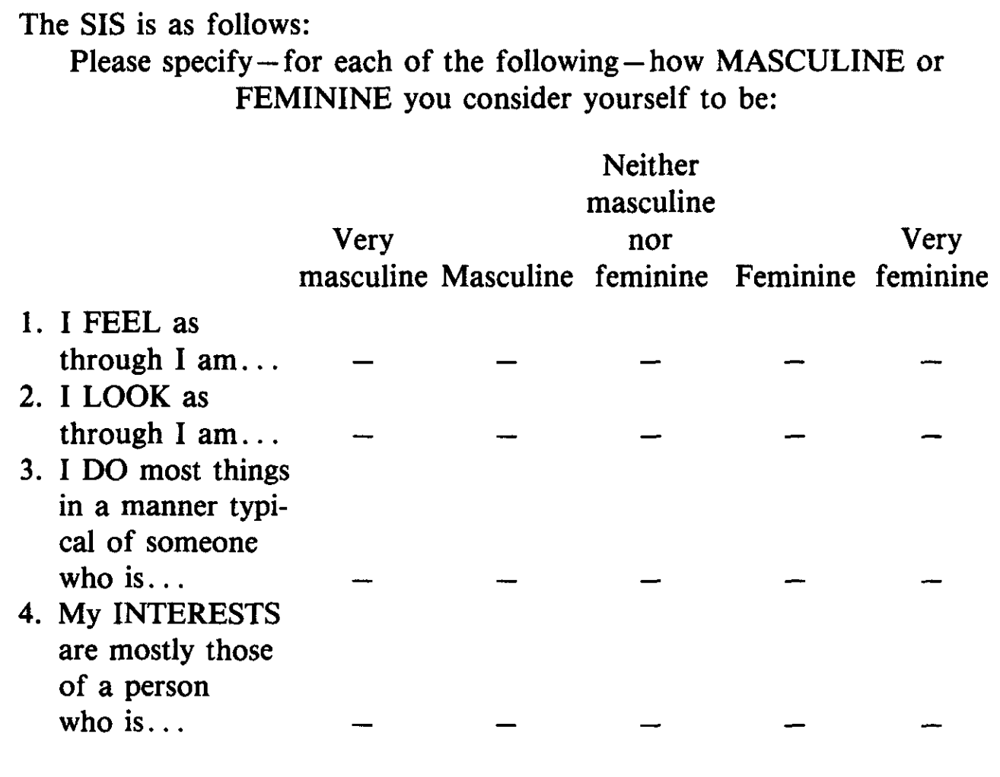 The SIS is as follows:
Please specify—for each of the following—how MASCULINE or
FEMININE you consider yourself to be:
Neither
masculine
Very nor Very
masculine Masculine feminine Feminine feminine
1. I FEEL as
through I am... – – – – –
2. I LOOK as
through I am... – – – – –
3. I DO most things
in a manner typi-
cal of someone
who is... – – – – –
4. My INTERESTS
are mostly those
of a person
who is... – – – – –